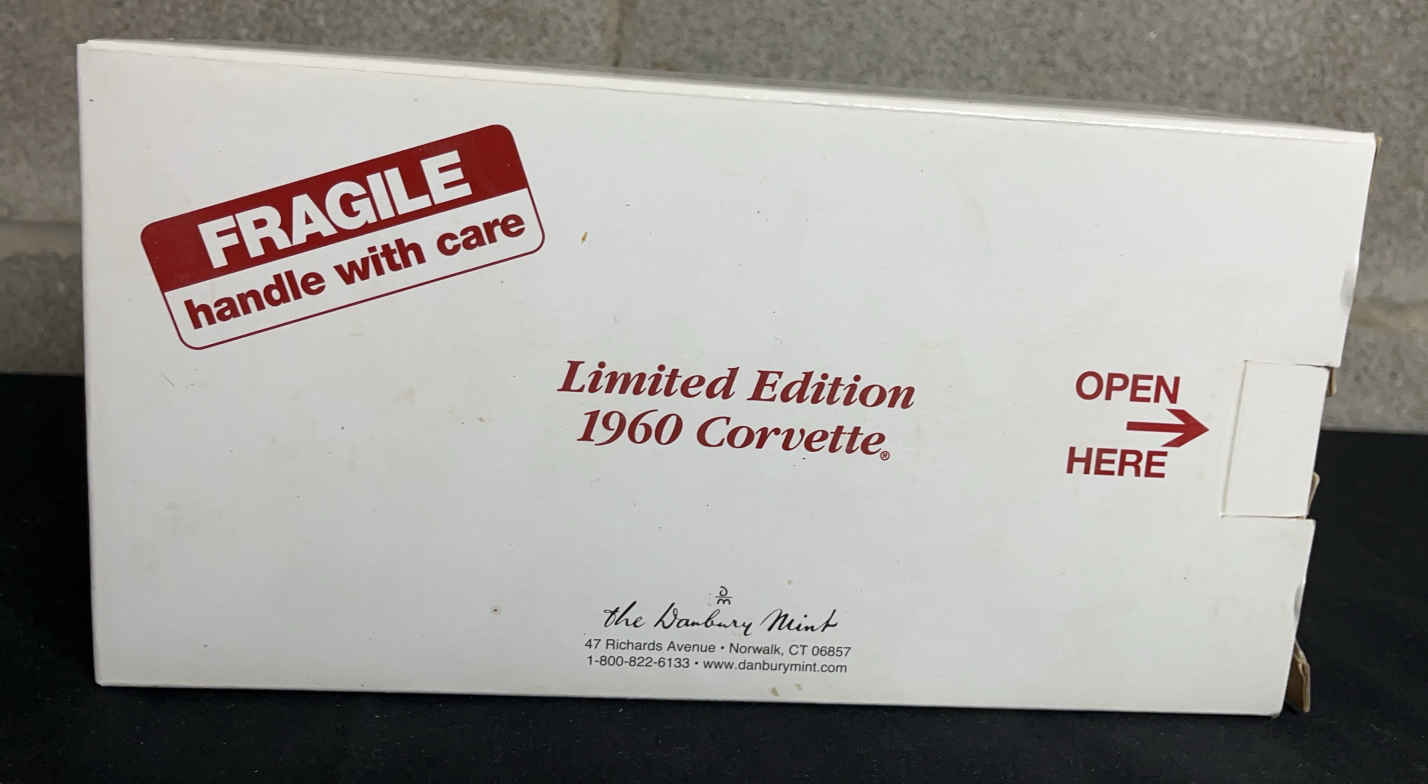 FRAGILE
handle with care
Limited Edition
1960 Corvette®
OPEN
HERE
DM
the Danbury Mint
47 Richards Avenue • Norwalk, CT 06857
1-800-822-6133 • www.danburymint.com